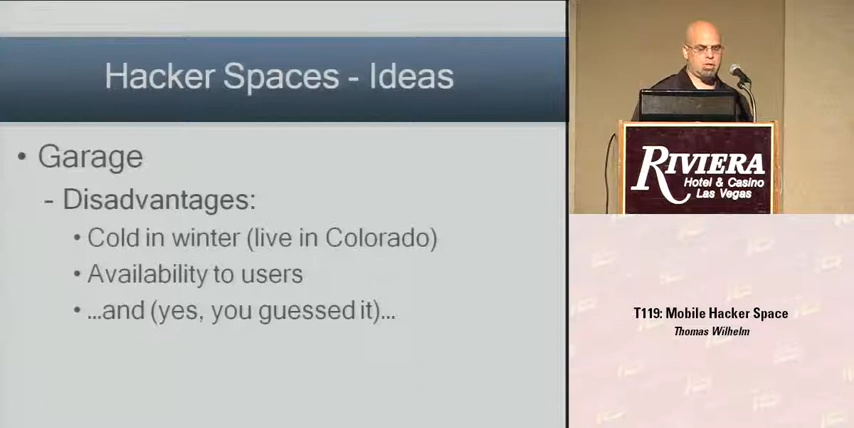 Hacker Spaces - Ideas
• Garage
- Disadvantages:
• Cold in winter (live in Colorado)
• Availability to users
• ...and (yes, you guessed it)...
RIVIERA
Hotel & Casino
Las Vegas
T119: Mobile Hacker Space
Thomas Wilhelm